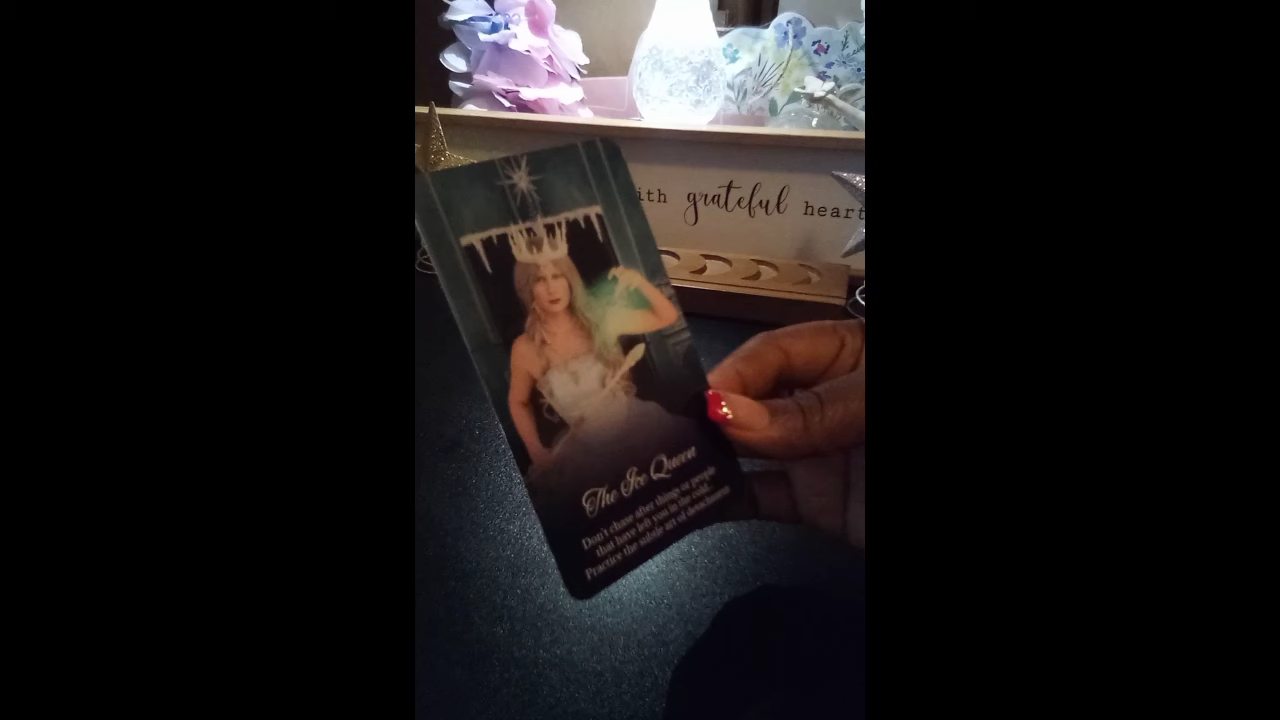 ith grateful heart
The Ice Queen
Don't chase after things or people
that have left you in the cold.
Practice the subtle art of detachment